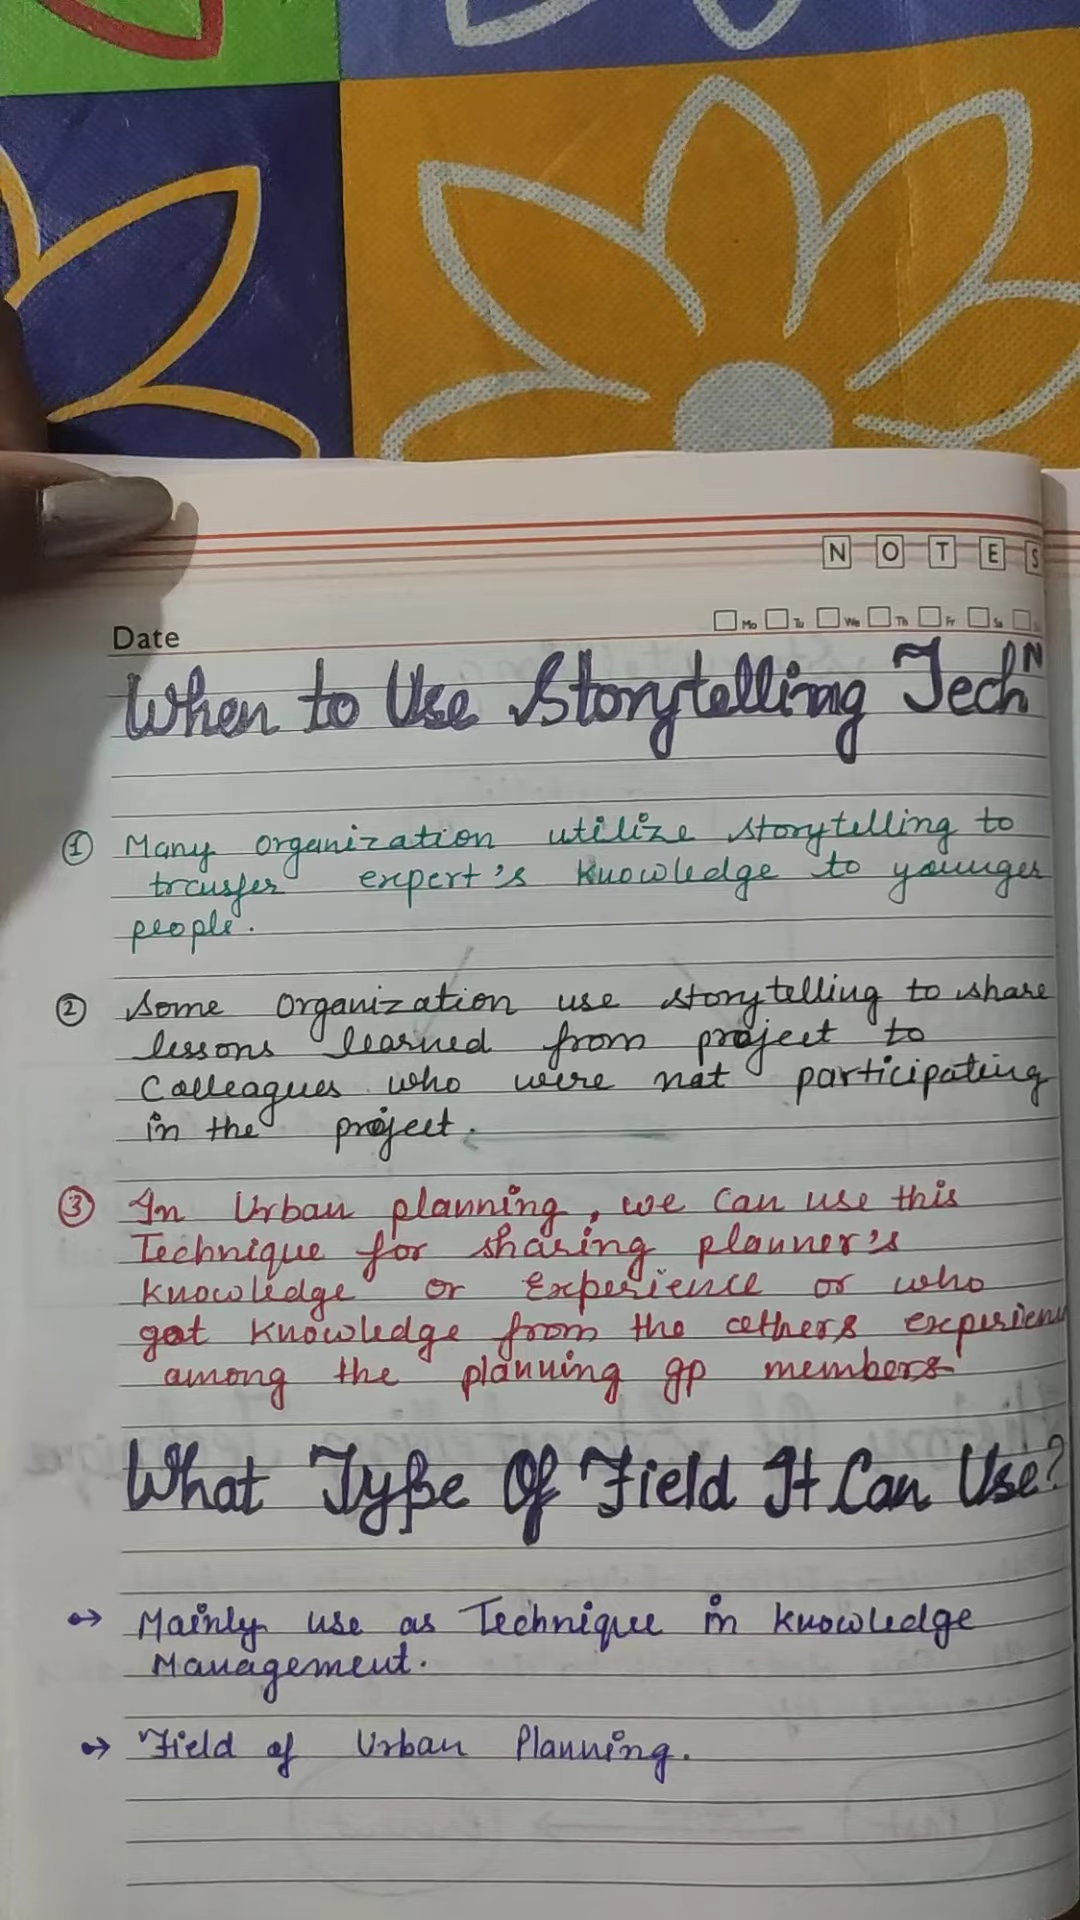 NOTES
Date Mo Tu We Th Fr Sa
When to Use Storytelling TechN
① Many organization utilize storytelling to
transfer expert's knowledge to younger
people.
② Some organization use storytelling to share
lessons learned from project to
Colleagues who were not participating
in the project.
③ In Urban planning, we can use this
Technique for sharing planner's
knowledge or Experience or who
got knowledge from the others experien
among the planning gp members
What Type Of Field It Can Use?
→ Mainly use as Technique in knowledge
Management.
→ Field of Urban Planning.